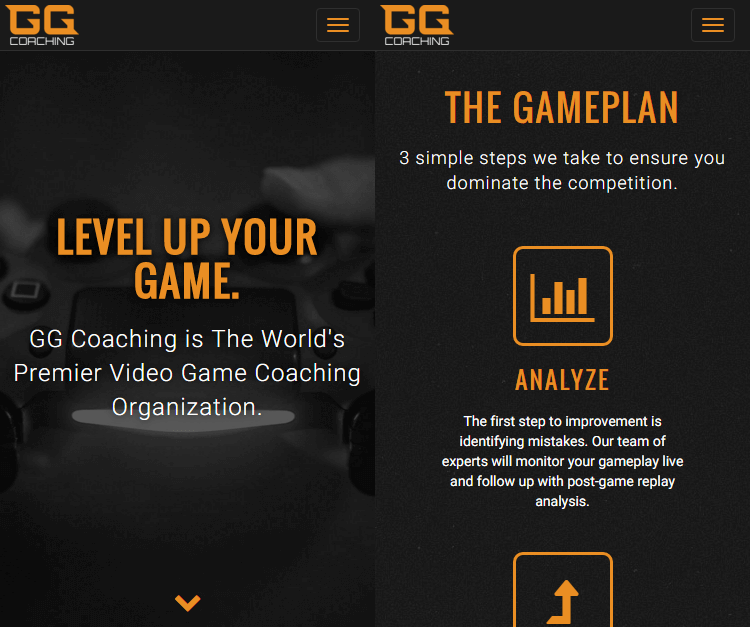 GG
COACHING
LEVEL UP YOUR
GAME.
GG Coaching is The World's
Premier Video Game Coaching
Organization.
GG
COACHING
THE GAMEPLAN
3 simple steps we take to ensure you
dominate the competition.
ANALYZE
The first step to improvement is
identifying mistakes. Our team of
experts will monitor your gameplay live
and follow up with post-game replay
analysis.